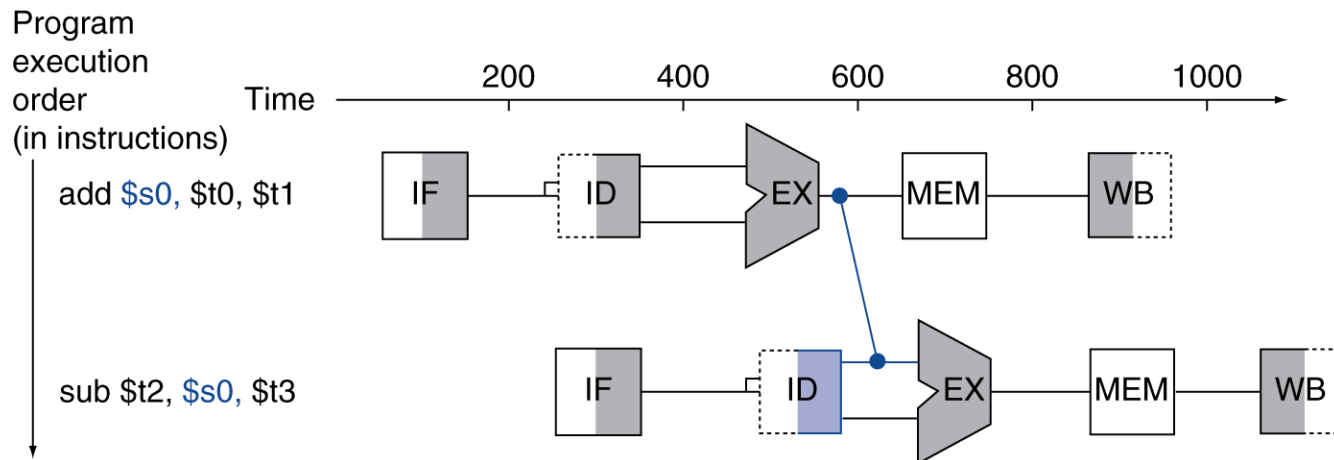 Program
execution
order
(in instructions)
Time
200 400 600 800 1000
add $s0, $t0, $t1
IF ID EX MEM WB
sub $t2, $s0, $t3
IF ID EX MEM WB